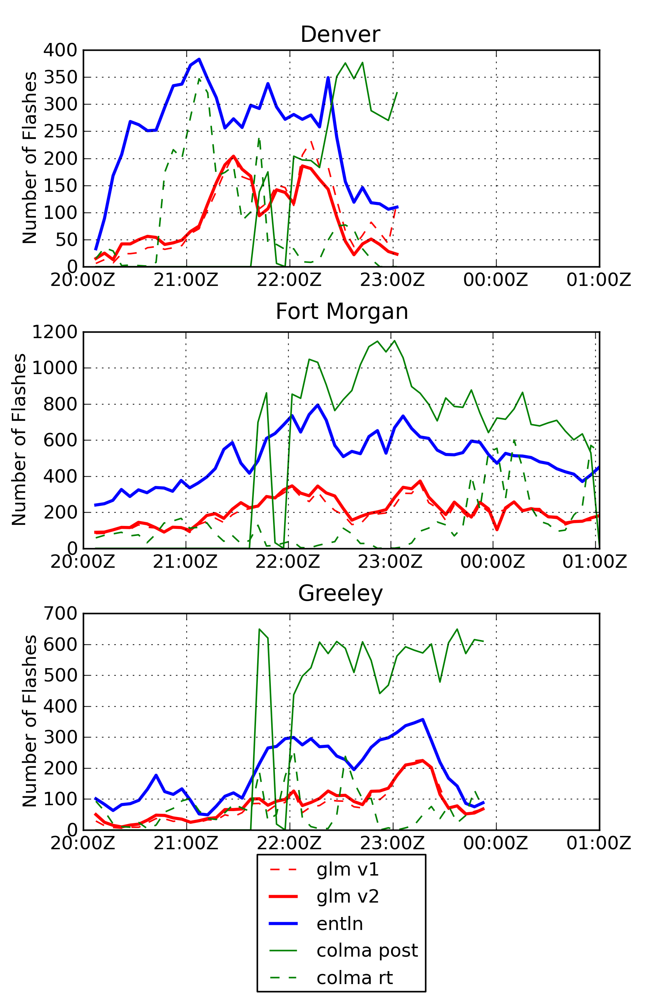 Denver
Number of Flashes
400
350
300
250
200
150
100
50
0
20:00Z 21:00Z 22:00Z 23:00Z 00:00Z 01:00Z
Fort Morgan
Number of Flashes
1200
1000
800
600
400
200
0
20:00Z 21:00Z 22:00Z 23:00Z 00:00Z 01:00Z
Greeley
Number of Flashes
700
600
500
400
300
200
100
0
20:00Z 21:00Z 22:00Z 23:00Z 00:00Z 01:00Z
glm v1
glm v2
entln
colma post
colma rt